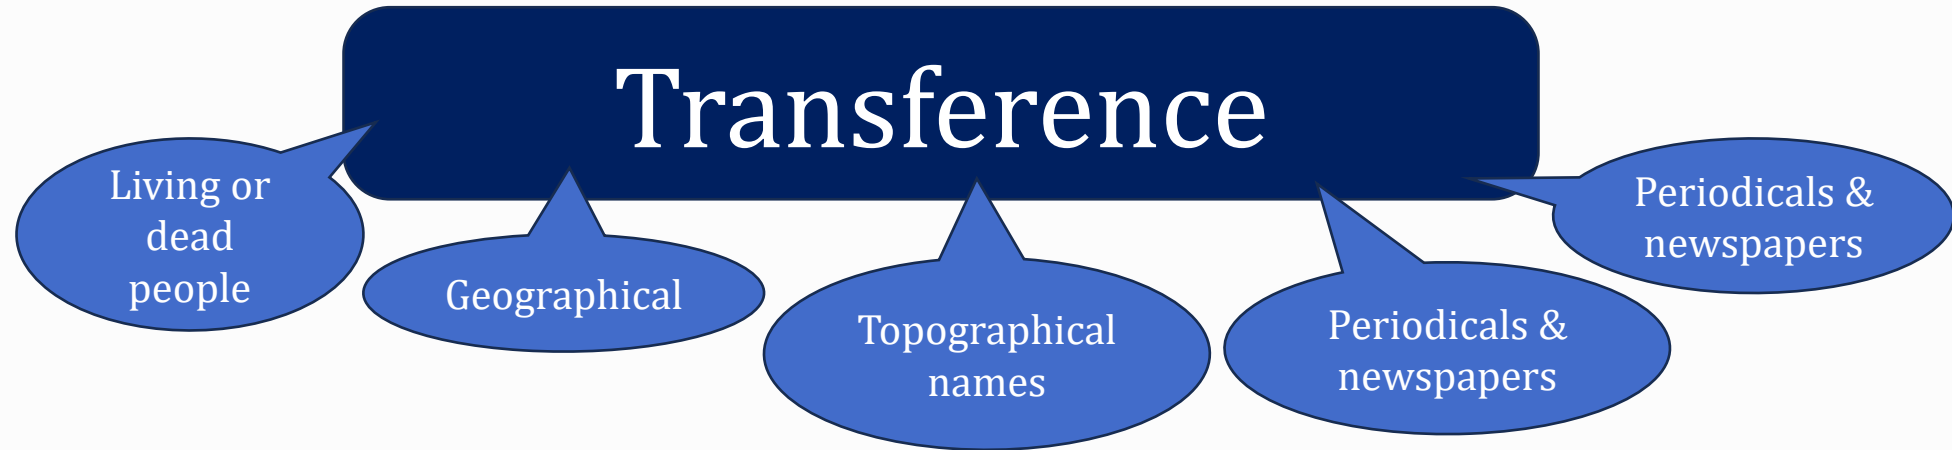 Transference
Living or
dead
people
Geographical
Topographical
names
Periodicals &
newspapers
Periodicals &
newspapers